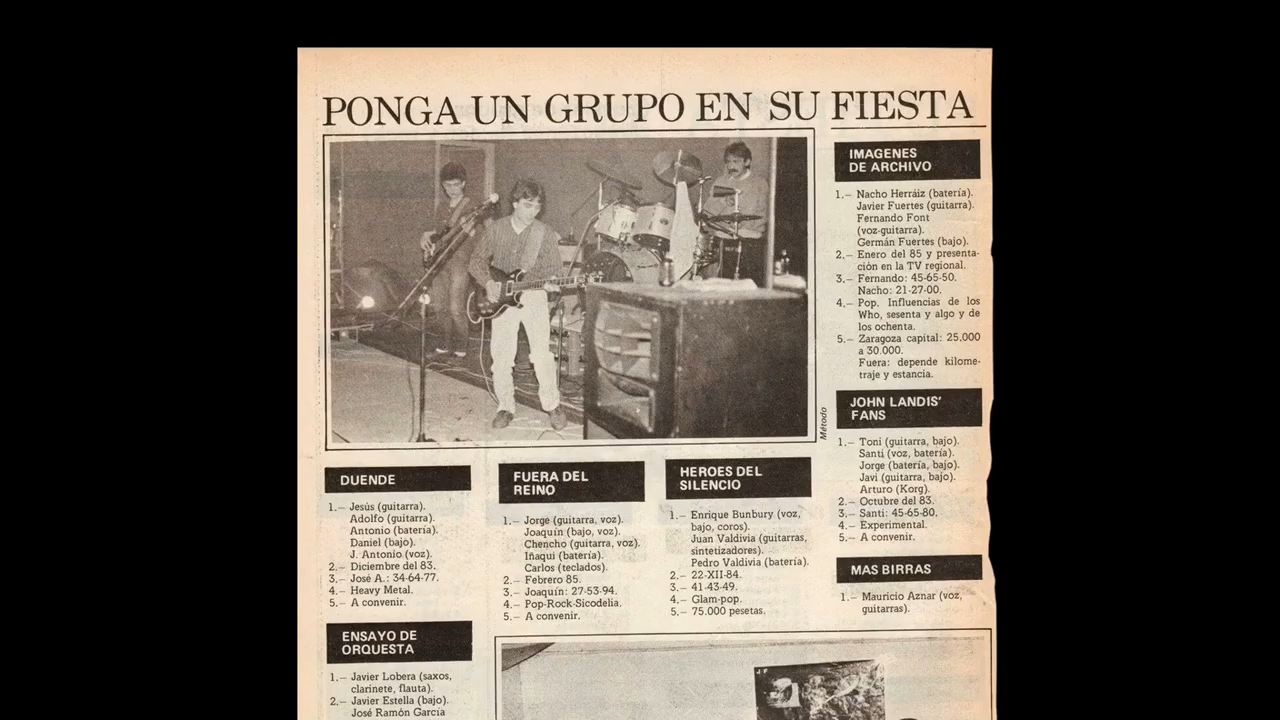 PONGA UN GRUPO EN SU FIESTA
Método
DUENDE
1.– Jesús (guitarra).
Adolfo (guitarra).
Antonio (batería).
Daniel (bajo).
J. Antonio (voz).
2.– Diciembre del 83.
3.– José A.: 34-64-77.
4.– Heavy Metal.
5.– A convenir.
ENSAYO DE
ORQUESTA
1.– Javier Lobera (saxos,
clarinete, flauta).
2.– Javier Estella (bajo).
José Ramón García
FUERA DEL
REINO
1.– Jorge (guitarra, voz).
Joaquín (bajo, voz).
Chencho (guitarra, voz).
Iñaqui (batería).
Carlos (teclados).
2.– Febrero 85.
3.– Joaquín: 27-53-94.
4.– Pop-Rock-Sicodelia.
5.– A convenir.
HEROES DEL
SILENCIO
1.– Enrique Bunbury (voz,
bajo, coros).
Juan Valdivia (guitarras,
sintetizadores).
Pedro Valdivia (batería).
2.– 22-XII-84.
3.– 41-43-49.
4.– Glam-pop.
5.– 75.000 pesetas.
IMAGENES
DE ARCHIVO
1.– Nacho Herráiz (batería).
Javier Fuertes (guitarra).
Fernando Font
(voz-guitarra).
Germán Fuertes (bajo).
2.– Enero del 85 y presenta-
ción en la TV regional.
3.– Fernando: 45-65-50.
Nacho: 21-27-00.
4.– Pop. Influencias de los
Who, sesenta y algo y de
los ochenta.
5.– Zaragoza capital: 25.000
a 30.000.
Fuera: depende kilome-
traje y estancia.
JOHN LANDIS'
FANS
1.– Toni (guitarra, bajo).
Santi (voz, batería).
Jorge (batería, bajo).
Javi (guitarra, bajo).
Arturo (Korg).
2.– Octubre del 83.
3.– Santi: 45-65-80.
4.– Experimental.
5.– A convenir.
MAS BIRRAS
1.– Mauricio Aznar (voz,
guitarras).
J F